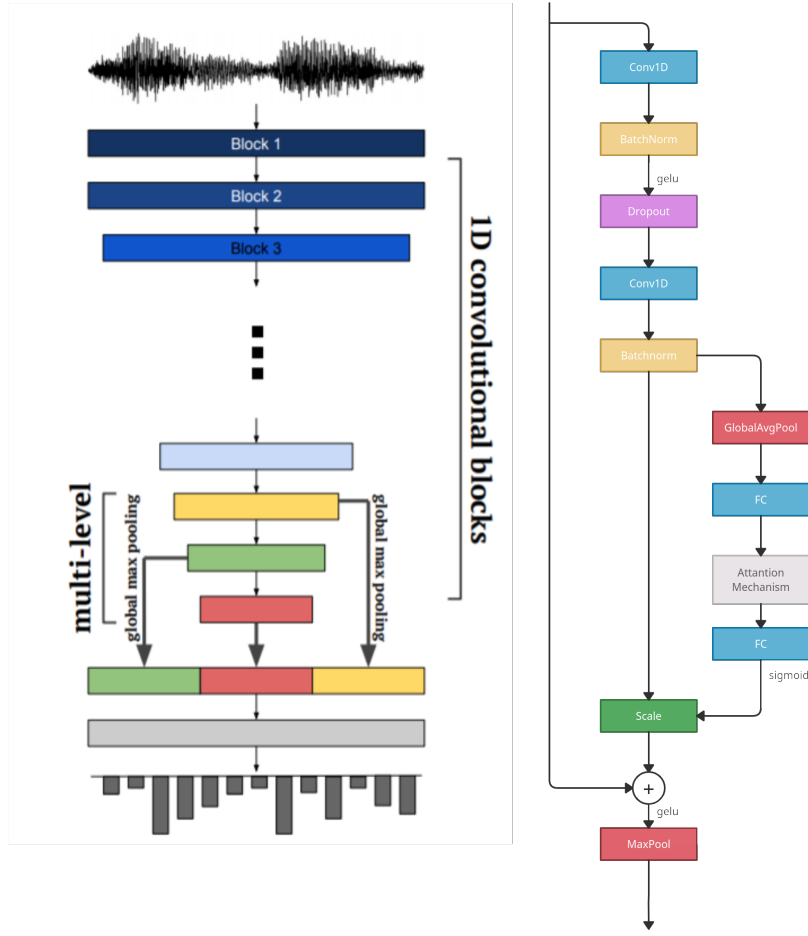 Block 1
Block 2
Block 3
1D convolutional blocks
multi-level
global max pooling
global max pooling
Conv1D
BatchNorm
gelu
Dropout
Conv1D
Batchnorm
GlobalAvgPool
FC
Attantion
Mechanism
FC
sigmoid
Scale
+
gelu
MaxPool